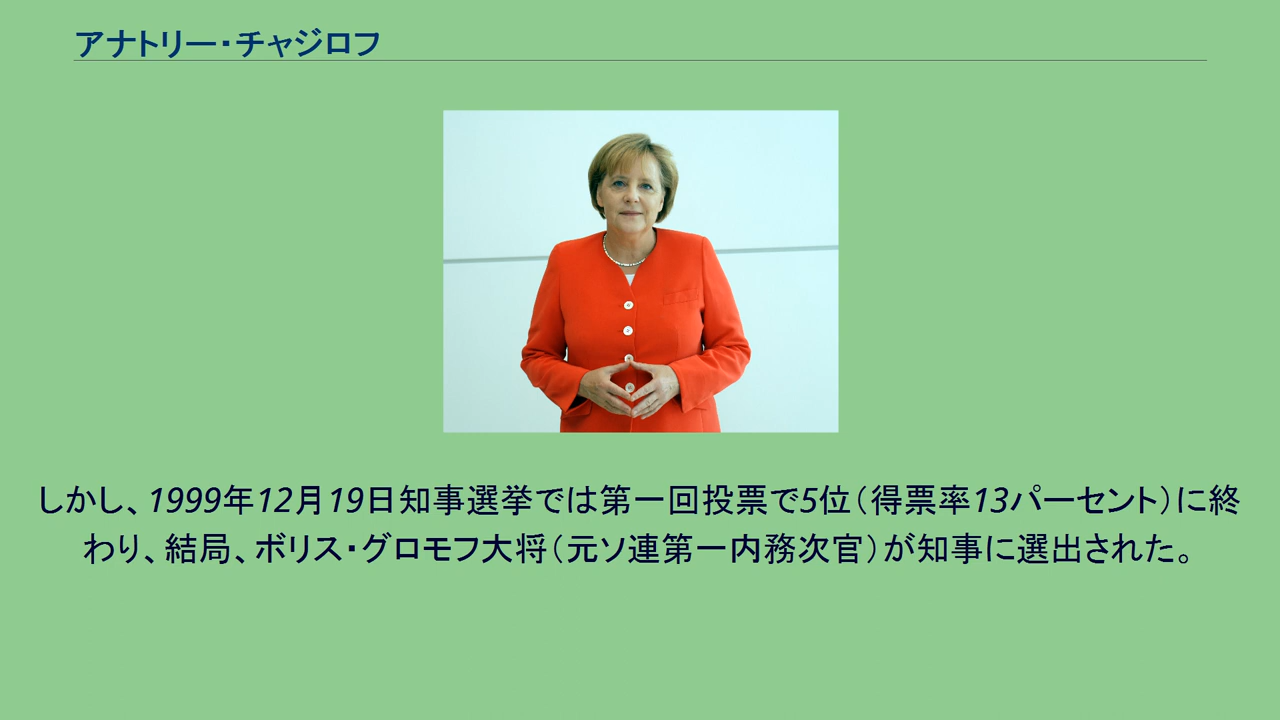 アナトリー・チャジロフ
しかし、1999年12月19日知事選挙では第一回投票で5位（得票率13パーセント）に終
わり、結局、ボリス・グロモフ大将（元ソ連第一内務次官）が知事に選出された。